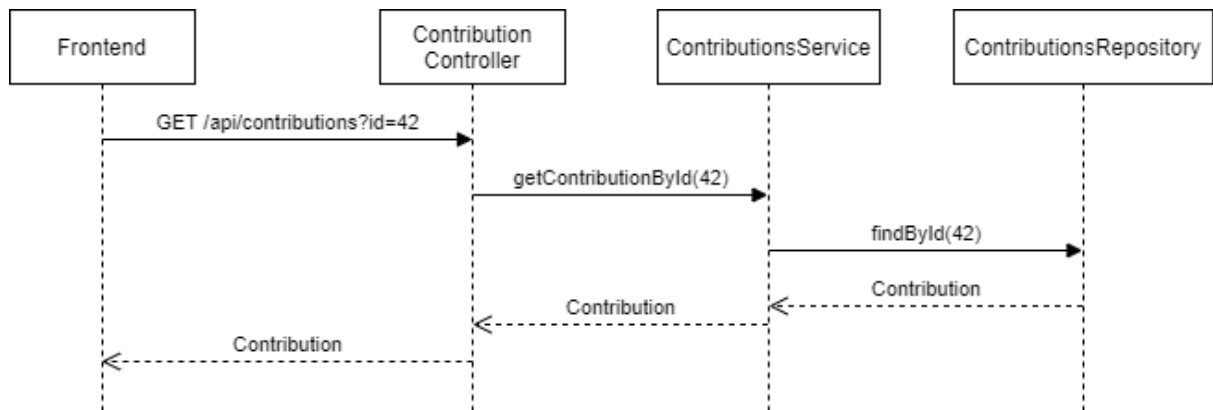 Frontend
Contribution
Controller
ContributionsService
ContributionsRepository
GET /api/contributions?id=42
getContributionById(42)
findById(42)
Contribution
Contribution
Contribution